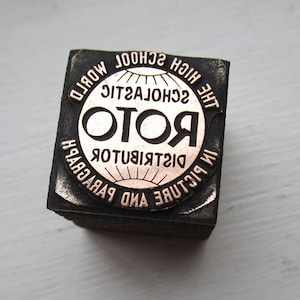 THE HIGH SCHOOL WORLD
SCHOLASTIC
ROTO
DISTRIBUTOR
IN PICTURE AND PARAGRAPH